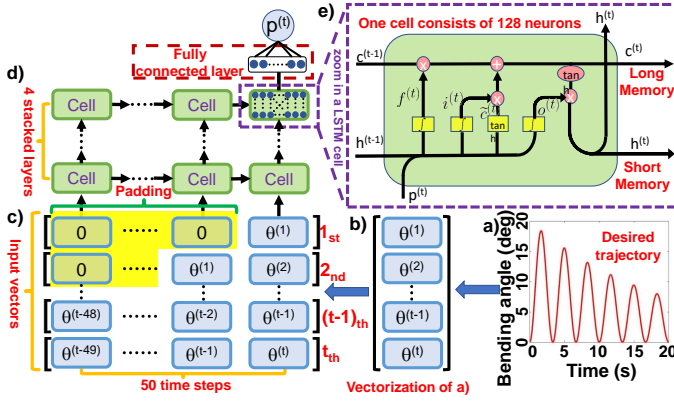 p(t)
e)
One cell consists of 128 neurons
h(t)
Fully
connected layer
c(t-1)
c(t)
tan
h
Long
Memory
d)
zoom in a LSTM cell
f(t)
i(t)
c̃(t)
o(t)
4 stacked layers
Cell
Cell
tan
h
h(t-1)
h(t)
Short
Memory
Cell
Cell
Cell
p(t)
Padding
c)
b)
a)
Input vectors
0
0
θ(1)
1st
0
θ(1)
θ(2)
2nd
θ(t-48)
θ(t-2)
θ(t-1)
(t-1)th
θ(t-49)
θ(t-1)
θ(t)
tth
50 time steps
θ(1)
θ(2)
θ(t-1)
θ(t)
Vectorization of a)
Bending angle (deg)
20
15
10
5
0
Desired
trajectory
0 5 10 15 20
Time (s)